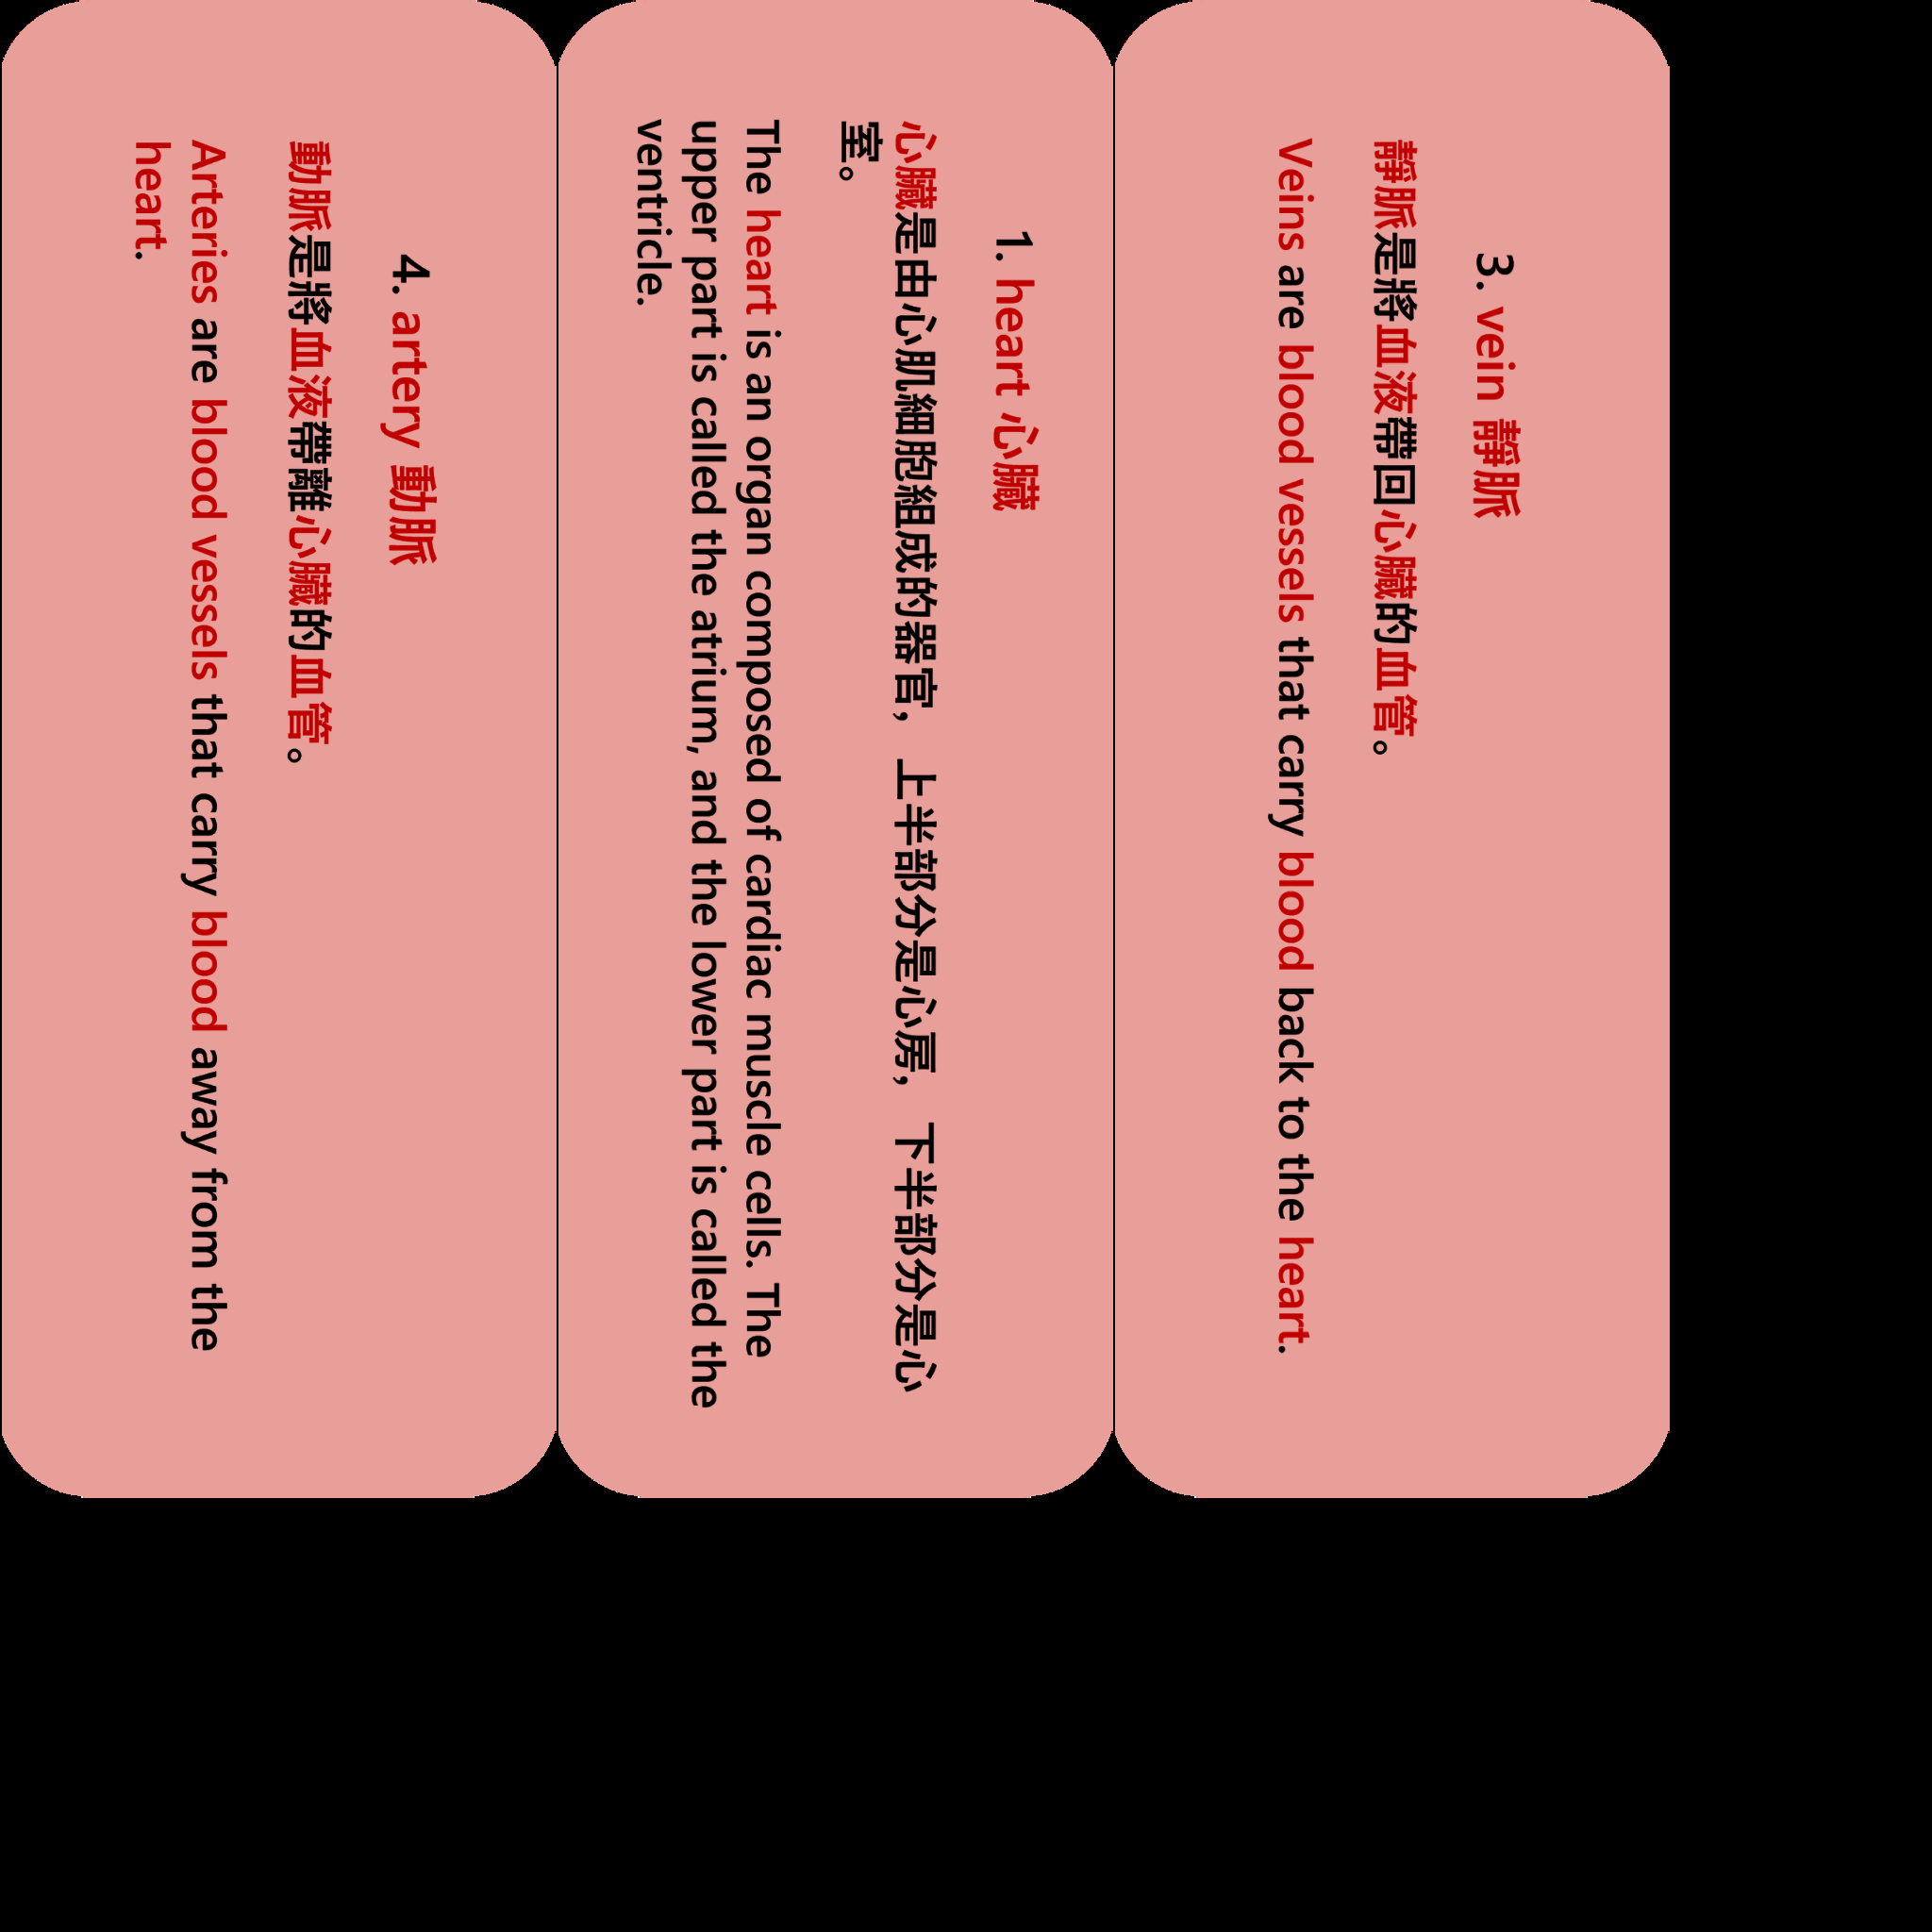 4. artery 動脈
動脈是將血液帶離心臟的血管。
Arteries are blood vessels that carry blood away from the
heart.
1. heart 心臟
心臟是由心肌細胞組成的器官， 上半部分是心房， 下半部分是心
室。
The heart is an organ composed of cardiac muscle cells. The
upper part is called the atrium, and the lower part is called the
ventricle.
3. vein 靜脈
靜脈是將血液帶回心臟的血管。
Veins are blood vessels that carry blood back to the heart.